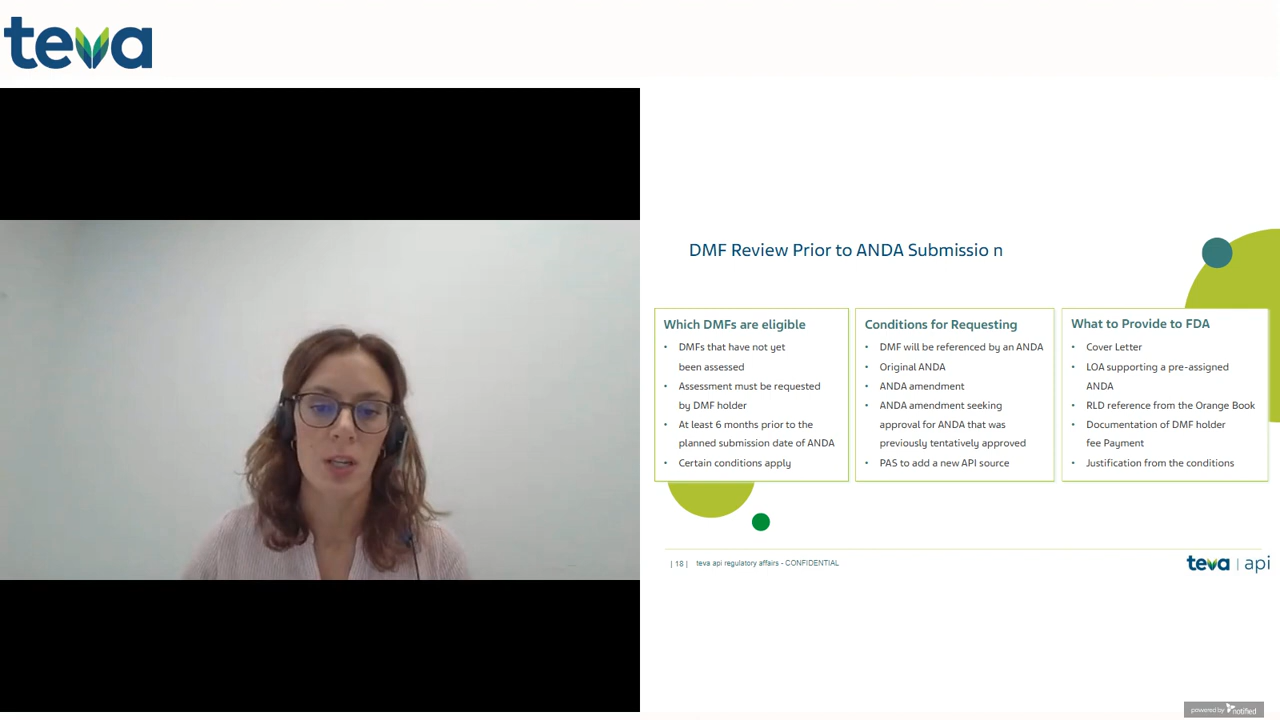 teva
DMF Review Prior to ANDA Submissio n
Which DMFs are eligible
• DMFs that have not yet
been assessed
• Assessment must be requested
by DMF holder
• At least 6 months prior to the
planned submission date of ANDA
• Certain conditions apply
Conditions for Requesting
• DMF will be referenced by an ANDA
• Original ANDA
• ANDA amendment
• ANDA amendment seeking
approval for ANDA that was
previously tentatively approved
• PAS to add a new API source
What to Provide to FDA
• Cover Letter
• LOA supporting a pre-assigned
ANDA
• RLD reference from the Orange Book
• Documentation of DMF holder
fee Payment
• Justification from the conditions
| 18 | teva api regulatory affairs - CONFIDENTIAL
teva | api
powered by notified